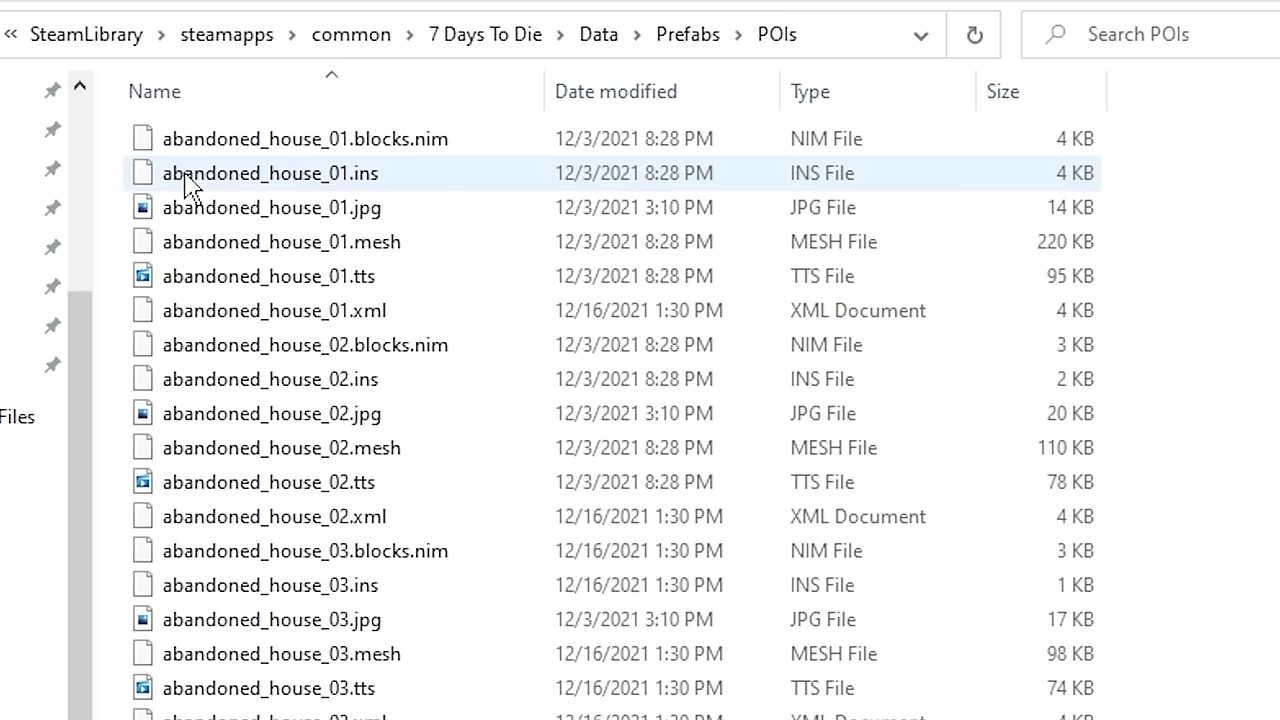 « SteamLibrary › steamapps › common › 7 Days To Die › Data › Prefabs › POIs Search POIs
Name Date modified Type Size
abandoned_house_01.blocks.nim 12/3/2021 8:28 PM NIM File 4 KB
abandoned_house_01.ins 12/3/2021 8:28 PM INS File 4 KB
abandoned_house_01.jpg 12/3/2021 3:10 PM JPG File 14 KB
abandoned_house_01.mesh 12/3/2021 8:28 PM MESH File 220 KB
abandoned_house_01.tts 12/3/2021 8:28 PM TTS File 95 KB
abandoned_house_01.xml 12/16/2021 1:30 PM XML Document 4 KB
abandoned_house_02.blocks.nim 12/3/2021 8:28 PM NIM File 3 KB
abandoned_house_02.ins 12/3/2021 8:28 PM INS File 2 KB
abandoned_house_02.jpg 12/3/2021 3:10 PM JPG File 20 KB
Files
abandoned_house_02.mesh 12/3/2021 8:28 PM MESH File 110 KB
abandoned_house_02.tts 12/3/2021 8:28 PM TTS File 78 KB
abandoned_house_02.xml 12/16/2021 1:30 PM XML Document 4 KB
abandoned_house_03.blocks.nim 12/16/2021 1:30 PM NIM File 3 KB
abandoned_house_03.ins 12/16/2021 1:30 PM INS File 1 KB
abandoned_house_03.jpg 12/3/2021 3:10 PM JPG File 17 KB
abandoned_house_03.mesh 12/16/2021 1:30 PM MESH File 98 KB
abandoned_house_03.tts 12/16/2021 1:30 PM TTS File 74 KB